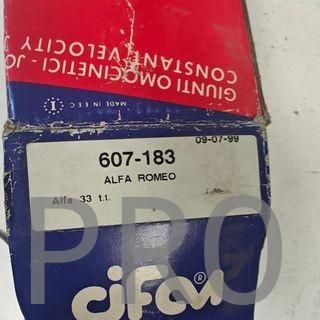 GIUNTI OMOCINETICI - JO
CONSTANT VELOCITY J
MADE IN E E C
I
09-07-99
607-183
ALFA ROMEO
Alfa 33 t.t.
PRO
cifam ®